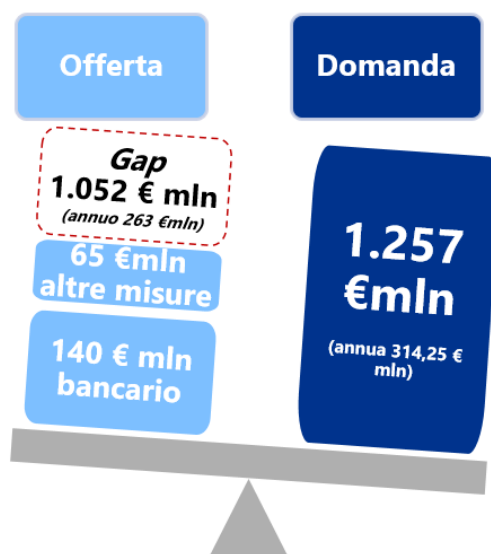 Offerta
Domanda
Gap
1.052 € mln
(annuo 263 €mln)
65 €mln
altre misure
140 € mln
bancario
1.257
€mln
(annua 314,25 €
mln)